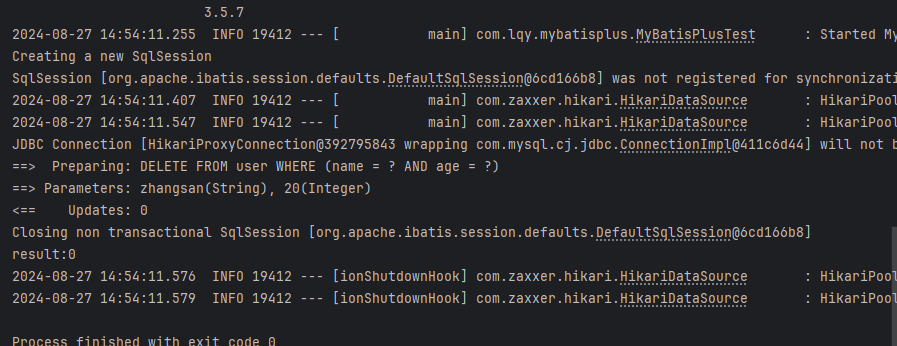 3.5.7
2024-08-27 14:54:11.255  INFO 19412 --- [           main] com.lqy.mybatisplus.MyBatisPlusTest      : Started My
Creating a new SqlSession
SqlSession [org.apache.ibatis.session.defaults.DefaultSqlSession@6cd166b8] was not registered for synchronizati
2024-08-27 14:54:11.407  INFO 19412 --- [           main] com.zaxxer.hikari.HikariDataSource       : HikariPool
2024-08-27 14:54:11.547  INFO 19412 --- [           main] com.zaxxer.hikari.HikariDataSource       : HikariPool
JDBC Connection [HikariProxyConnection@392795843 wrapping com.mysql.cj.jdbc.ConnectionImpl@411c6d44] will not b
==>  Preparing: DELETE FROM user WHERE (name = ? AND age = ?)
==> Parameters: zhangsan(String), 20(Integer)
<==    Updates: 0
Closing non transactional SqlSession [org.apache.ibatis.session.defaults.DefaultSqlSession@6cd166b8]
result:0
2024-08-27 14:54:11.576  INFO 19412 --- [ionShutdownHook] com.zaxxer.hikari.HikariDataSource       : HikariPool
2024-08-27 14:54:11.579  INFO 19412 --- [ionShutdownHook] com.zaxxer.hikari.HikariDataSource       : HikariPool
Process finished with exit code 0